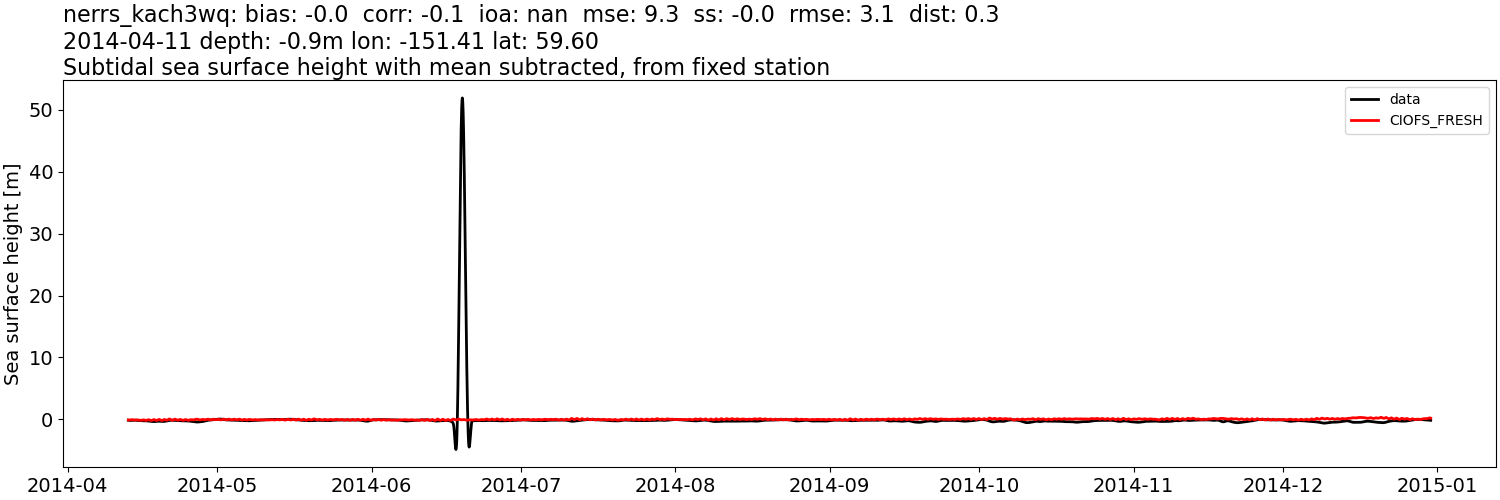 nerrs_kach3wq: bias: -0.0  corr: -0.1  ioa: nan  mse: 9.3  ss: -0.0  rmse: 3.1  dist: 0.3
2014-04-11 depth: -0.9m lon: -151.41 lat: 59.60
Subtidal sea surface height with mean subtracted, from fixed station
data
CIOFS_FRESH
Sea surface height [m]
50
40
30
20
10
0
2014-04
2014-05
2014-06
2014-07
2014-08
2014-09
2014-10
2014-11
2014-12
2015-01